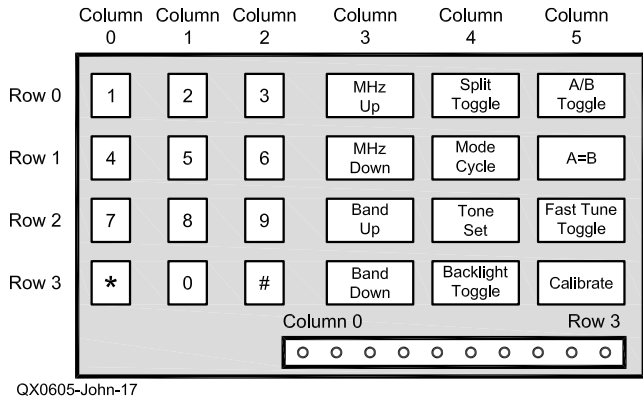 Column Column Column Column Column Column
0 1 2 3 4 5
Row 0 1 2 3 MHz Up Split Toggle A/B Toggle
Row 1 4 5 6 MHz Down Mode Cycle A=B
Row 2 7 8 9 Band Up Tone Set Fast Tune Toggle
Row 3 * 0 # Band Down Backlight Toggle Calibrate
Column 0 Row 3
QX0605-John-17